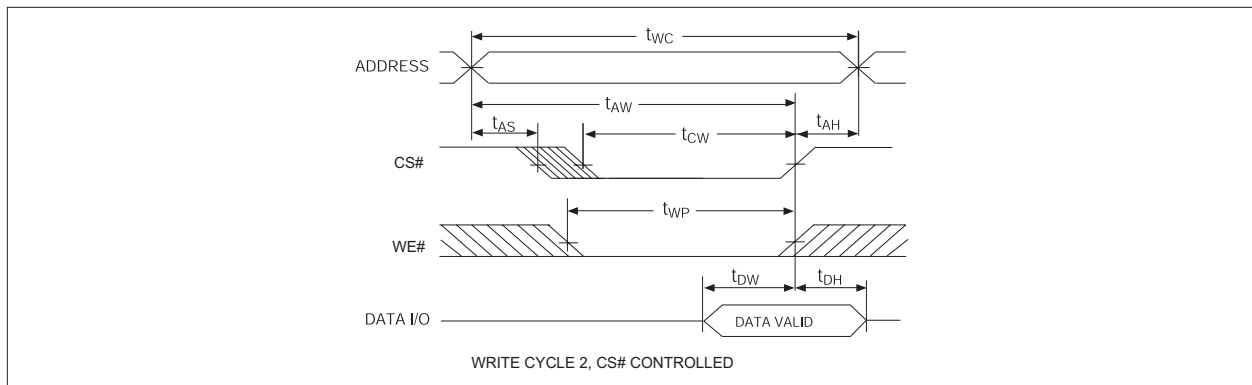 tWC
ADDRESS
tAW
tAS
tCW
tAH
CS#
tWP
WE#
tDW
tDH
DATA I/O
DATA VALID
WRITE CYCLE 2, CS# CONTROLLED